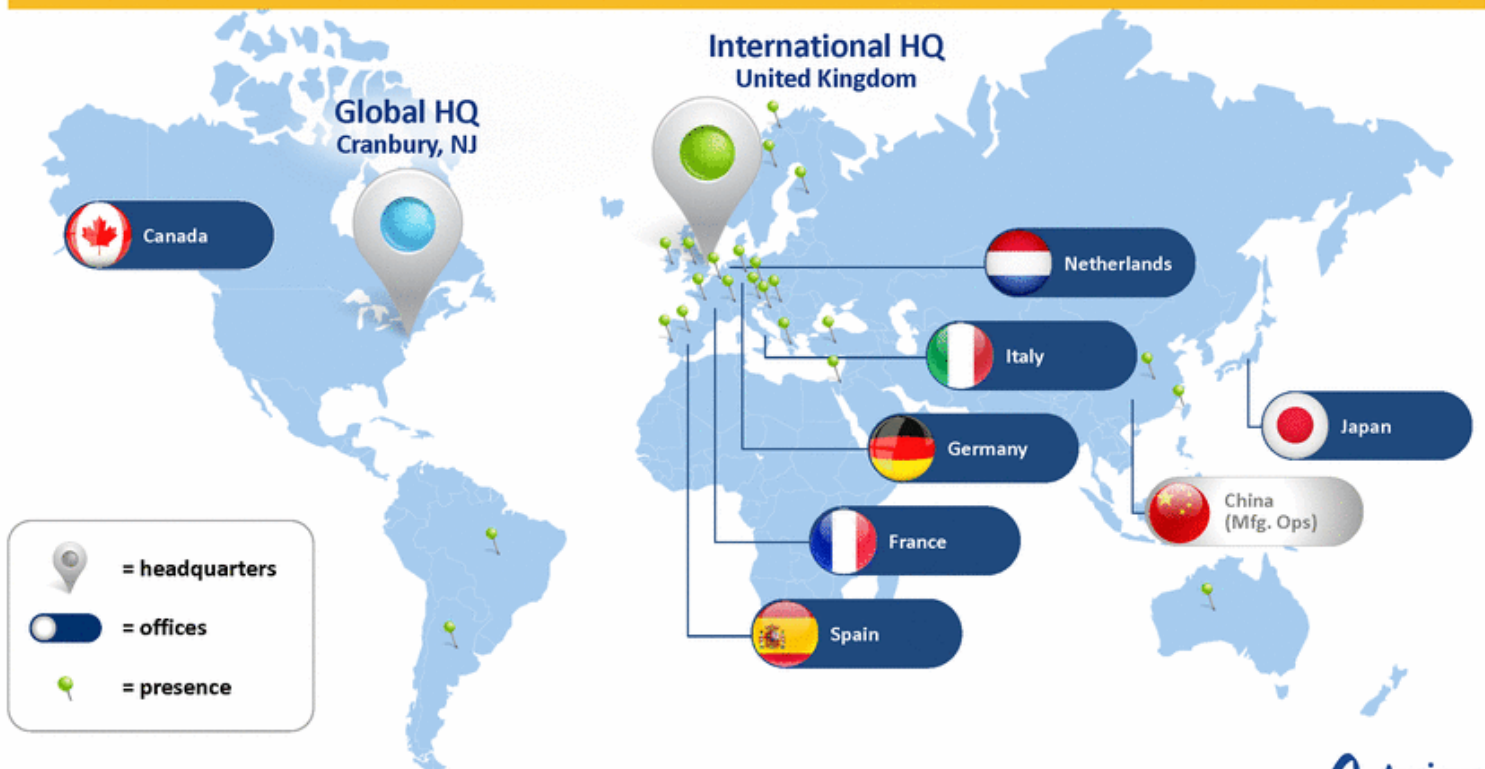 International HQ
United Kingdom
Global HQ
Cranbury, NJ
Canada
Netherlands
Italy
Japan
Germany
China
(Mfg. Ops)
France
Spain
= headquarters
= offices
= presence